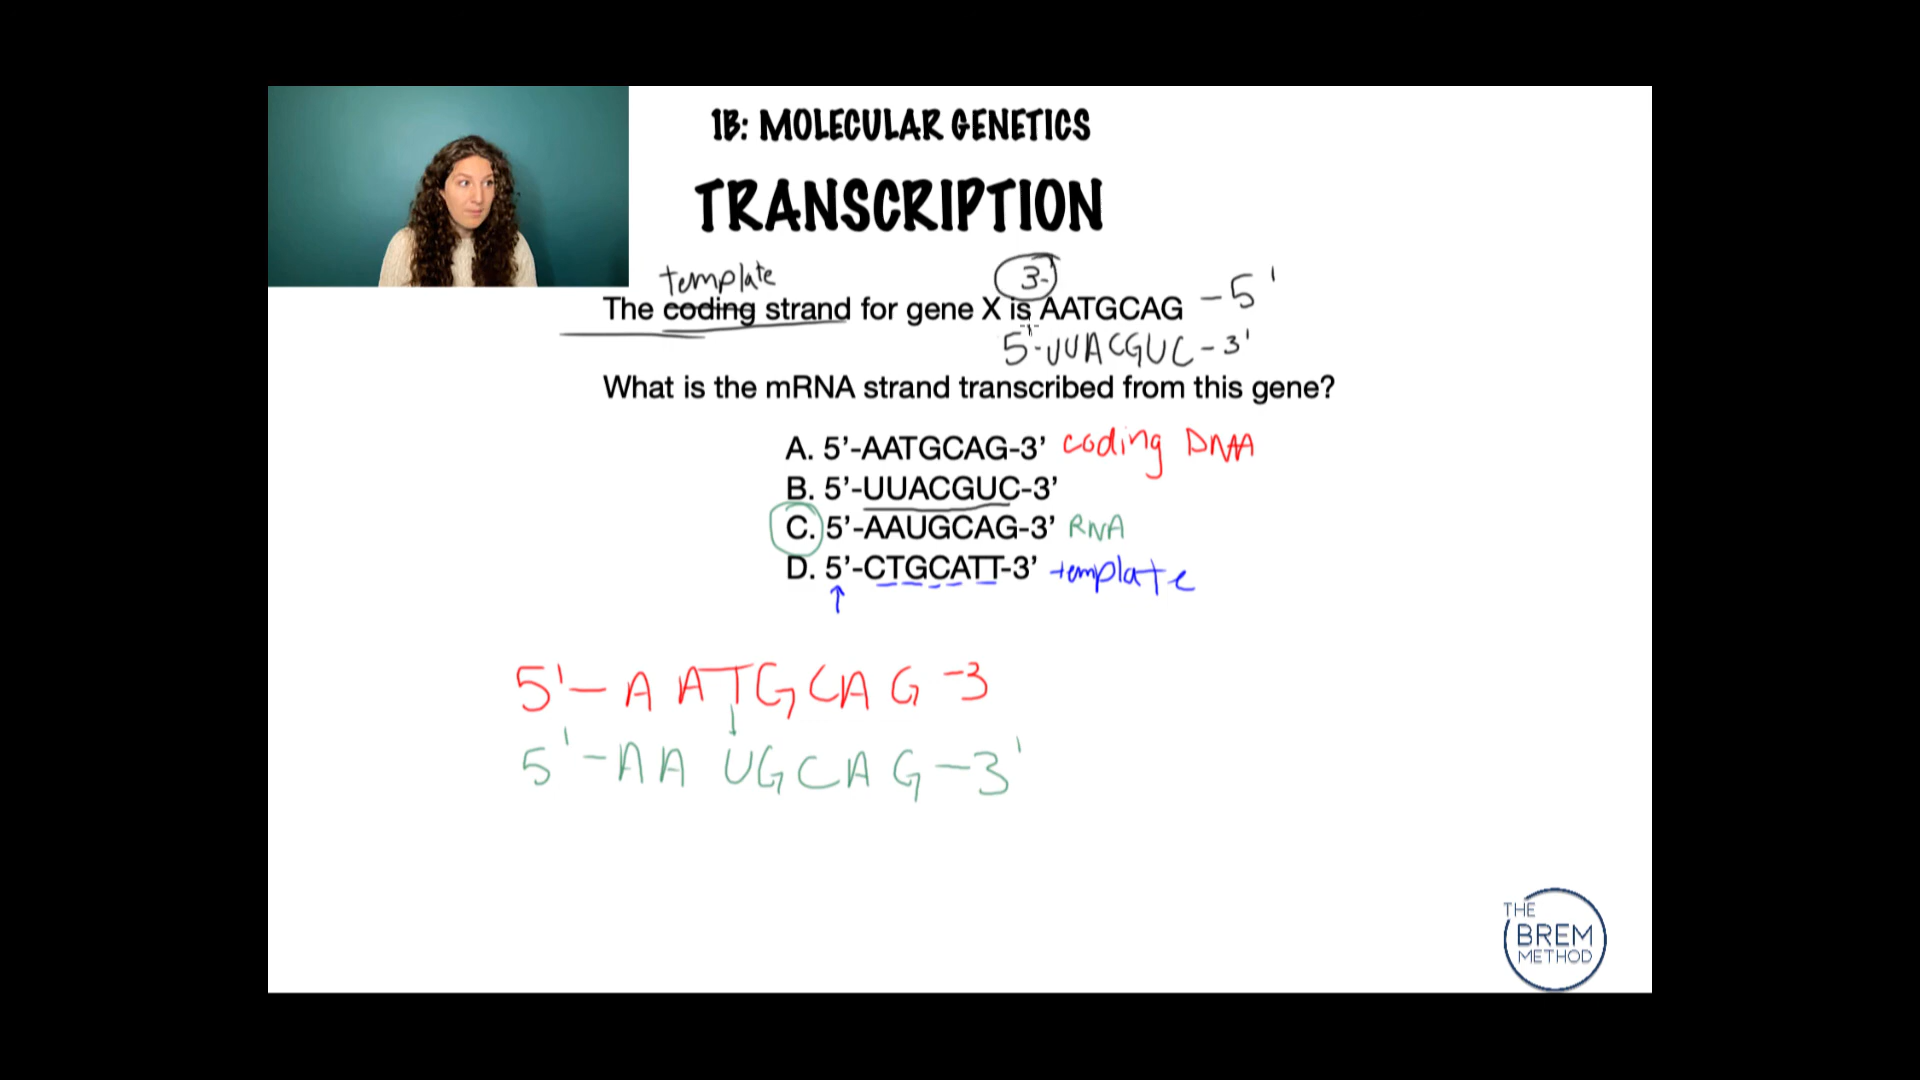 1B: MOLECULAR GENETICS
TRANSCRIPTION
template
3-'
The coding strand for gene X is AATGCAG -5'
5'-UUACGUC-3'
What is the mRNA strand transcribed from this gene?
A. 5’-AATGCAG-3’ coding DNA
B. 5’-UUACGUC-3’
C. 5’-AAUGCAG-3’ RNA
D. 5’-CTGCATT-3’ template
5'-AATGCAG-3
5'-AAUGCAG-3'
THE
BREM
METHOD